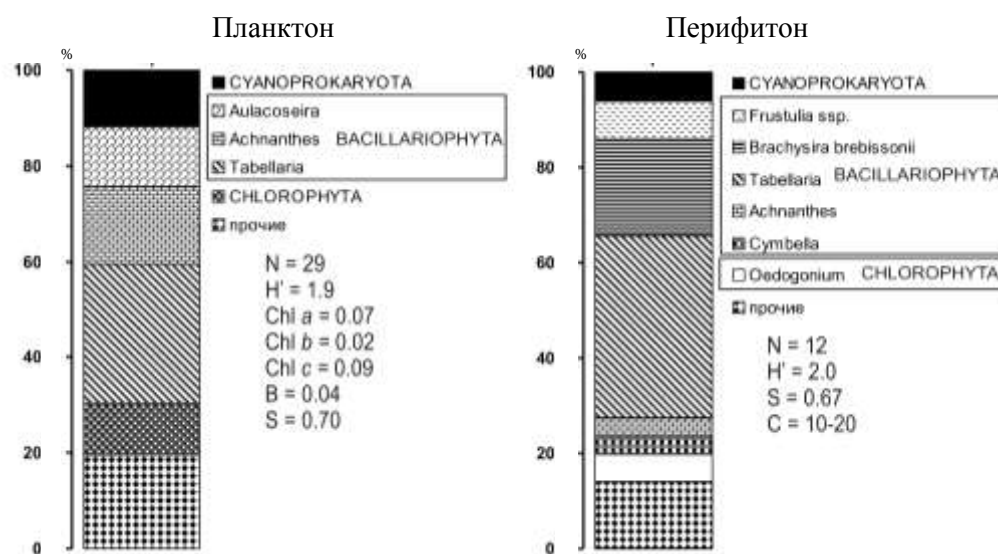 Планктон
%
100
80
60
40
20
0
CYANOPROKARYOTA
Aulacoseira
Achnanthes BACILLARIOPHYTA
Tabellaria
CHLOROPHYTA
прочие
N = 29
H' = 1.9
Chl a = 0.07
Chl b = 0.02
Chl c = 0.09
B = 0.04
S = 0.70
Перифитон
%
100
80
60
40
20
0
CYANOPROKARYOTA
Frustulia ssp.
Brachysira brebissonii
Tabellaria BACILLARIOPHYTA
Achnanthes
Cymbella
Oedogonium CHLOROPHYTA
прочие
N = 12
H' = 2.0
S = 0.67
C = 10-20